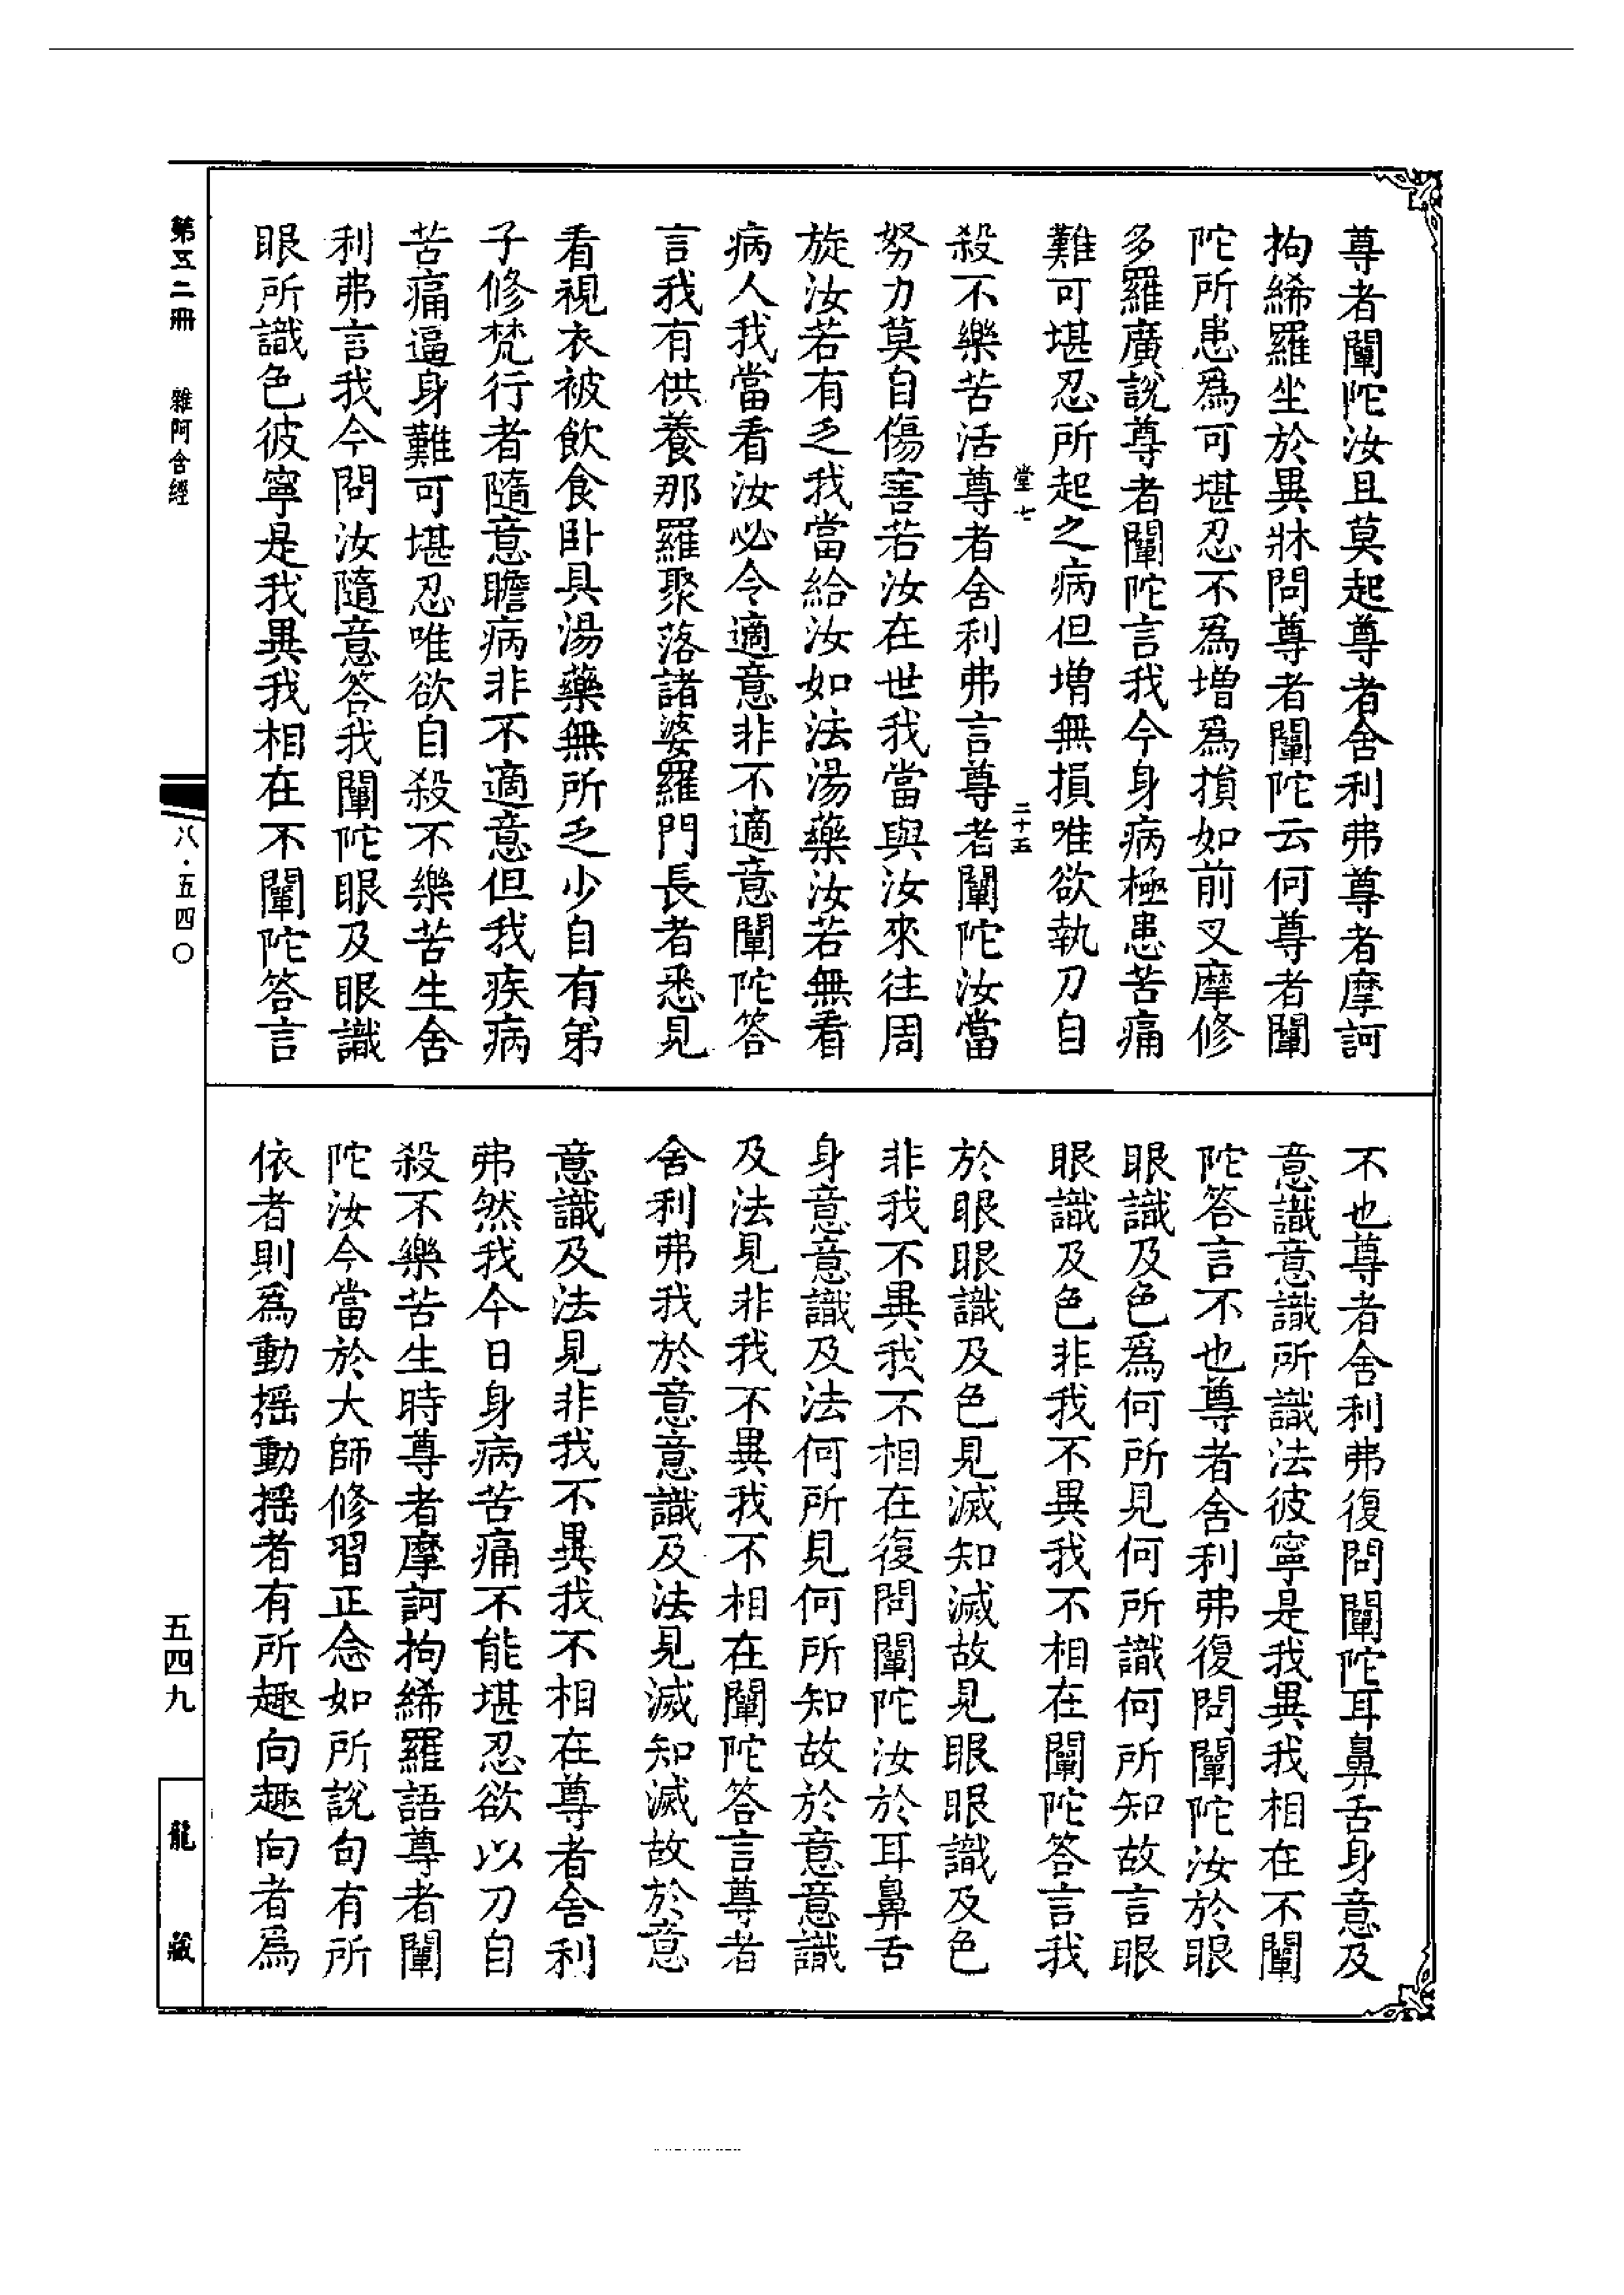 尊者闡陀汝且莫起尊者舍利弗尊者摩訶
拘絺羅坐於異牀問尊者闡陀云何尊者闡
陀所患爲可堪忍不爲增爲損如前叉摩修
多羅廣說尊者闡陀言我今身病極患苦痛
難可堪忍所起之病但增無損唯欲執刀自
堂七 二十五
殺不樂苦活尊者舍利弗言尊者闡陀汝當
努力莫自傷害若汝在世我當與汝來往周
旋汝若有乏我當給汝如法湯藥汝若無看
病人我當看汝必令適意非不適意闡陀答
言我有供養那羅聚落諸婆羅門長者悉見
看視衣被飲食卧具湯藥無所乏少自有弟
子修梵行者隨意瞻病非不適意但我疾病
苦痛逼身難可堪忍唯欲自殺不樂苦生舍
利弗言我今問汝隨意答我闡陀眼及眼識
眼所識色彼寧是我異我相在不闡陀答言
不也尊者舍利弗復問闡陀耳鼻舌身意及
意識意識所識法彼寧是我異我相在不闡
陀答言不也尊者舍利弗復問闡陀汝於眼
眼識及色爲何所見何所識何所知故言眼
眼識及色非我不異我不相在闡陀答言我
於眼眼識及色見滅知滅故見眼眼識及色
非我不異我不相在復問闡陀汝於耳鼻舌
身意意識及法何所見何所知故於意意識
及法見非我不異我不相在闡陀答言尊者
舍利弗我於意意識及法見滅知滅故於意
意識及法見非我不異我不相在尊者舍利
弗然我今日身病苦痛不能堪忍欲以刀自
殺不樂苦生時尊者摩訶拘絺羅語尊者闡
陀汝今當於大師修習正念如所說句有所
依者則爲動搖動搖者有所趣向趣向者爲
第五二冊 雜阿含經
八·五四〇
五四九
龍藏